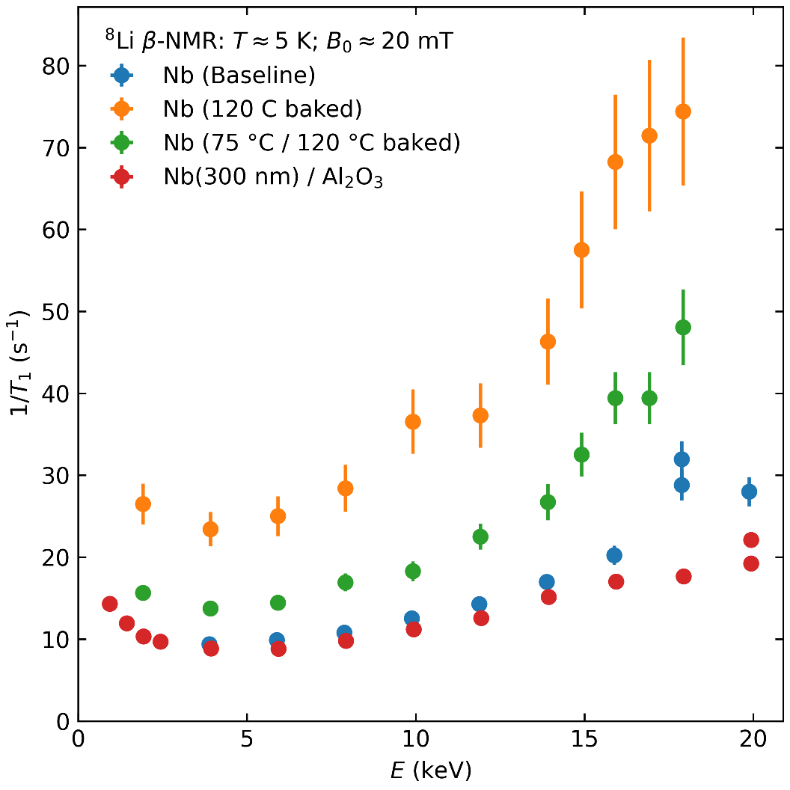 ⁸Li β-NMR: T ≈ 5 K; B₀ ≈ 20 mT
Nb (Baseline)
Nb (120 C baked)
Nb (75 °C / 120 °C baked)
Nb(300 nm) / Al₂O₃
80
70
60
50
40
30
20
10
0
1/T₁ (s⁻¹)
0 5 10 15 20
E (keV)